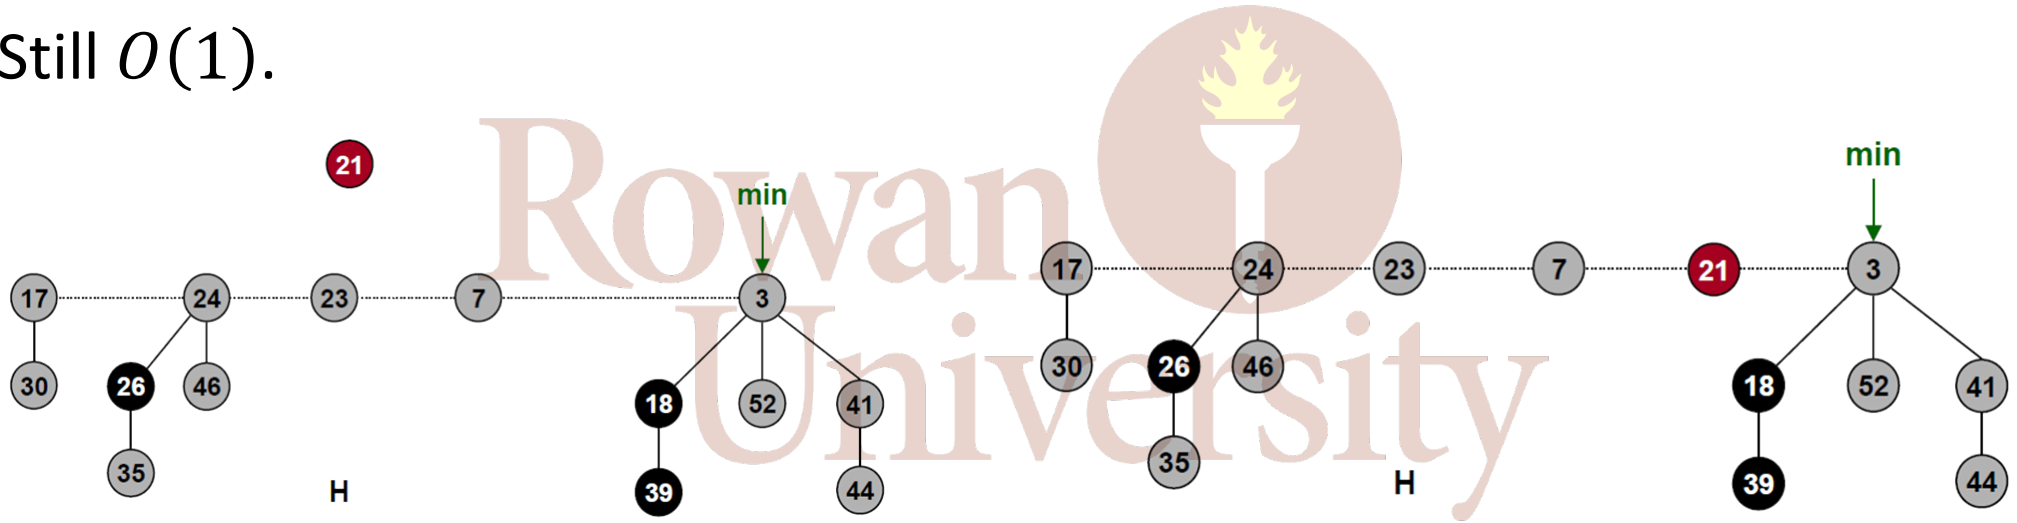 Still O(1).
21
min
17 24 23 7 3
30 26 46 18 52 41
35 39 44
H
min
17 24 23 7 21 3
30 26 46 18 52 41
35 39 44
H
Rowan
University